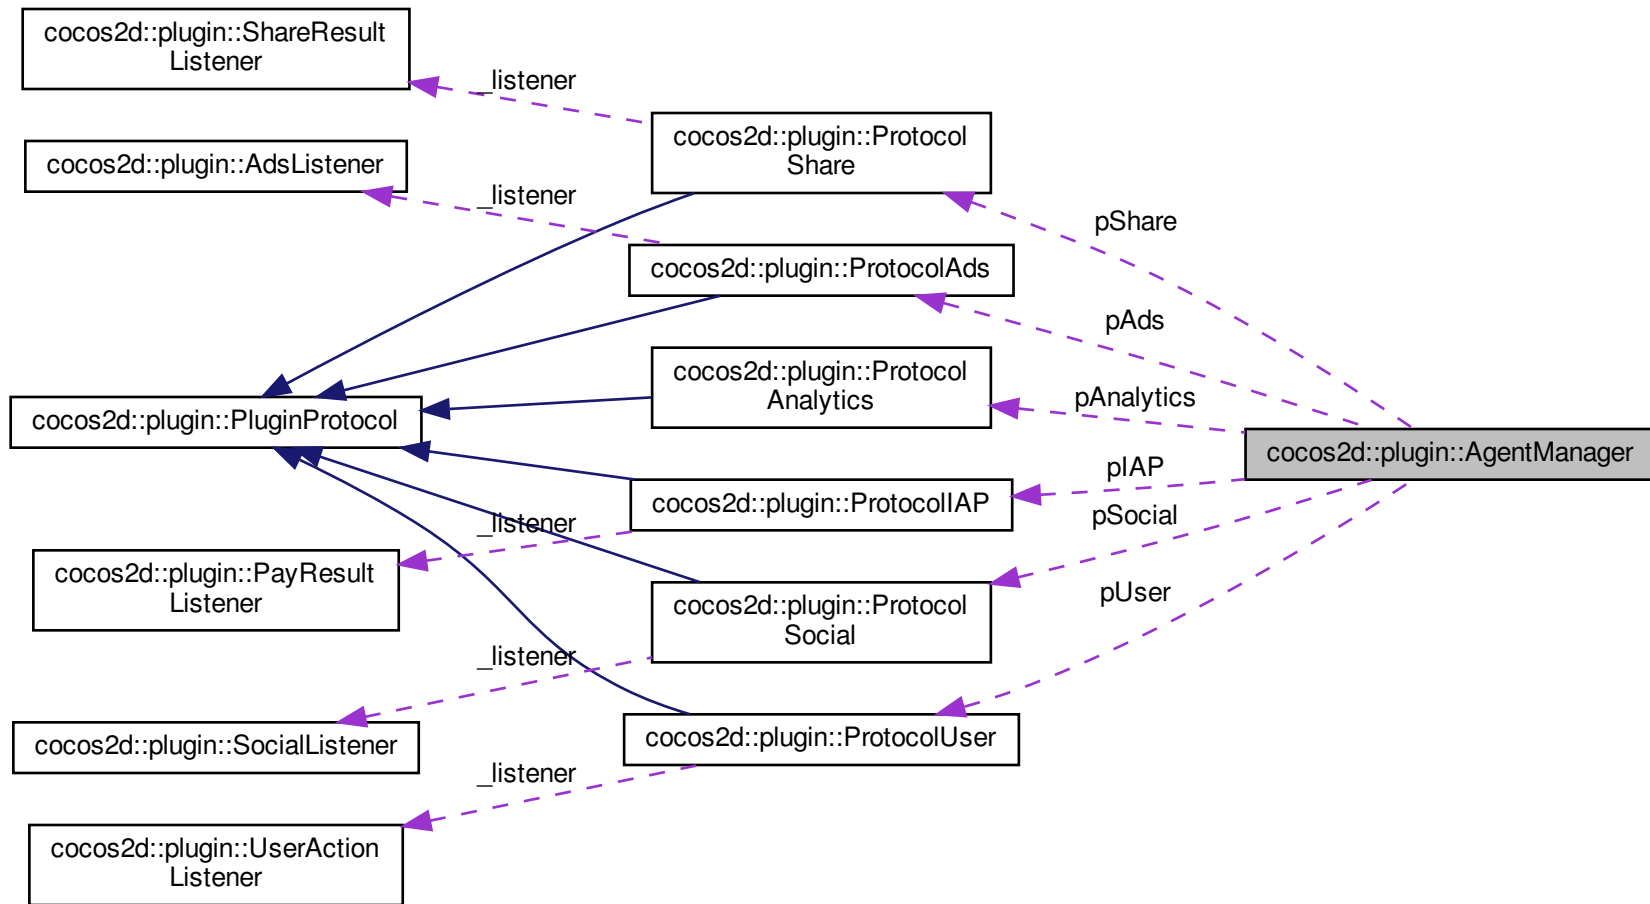 cocos2d::plugin::ShareResult
Listener
_listener
cocos2d::plugin::Protocol
Share
cocos2d::plugin::AdsListener
_listener
pShare
cocos2d::plugin::ProtocolAds
pAds
cocos2d::plugin::Protocol
Analytics
pAnalytics
cocos2d::plugin::PluginProtocol
cocos2d::plugin::AgentManager
pIAP
cocos2d::plugin::ProtocolIAP
_listener
pSocial
cocos2d::plugin::PayResult
Listener
cocos2d::plugin::Protocol
Social
pUser
_listener
cocos2d::plugin::SocialListener
cocos2d::plugin::ProtocolUser
_listener
cocos2d::plugin::UserAction
Listener